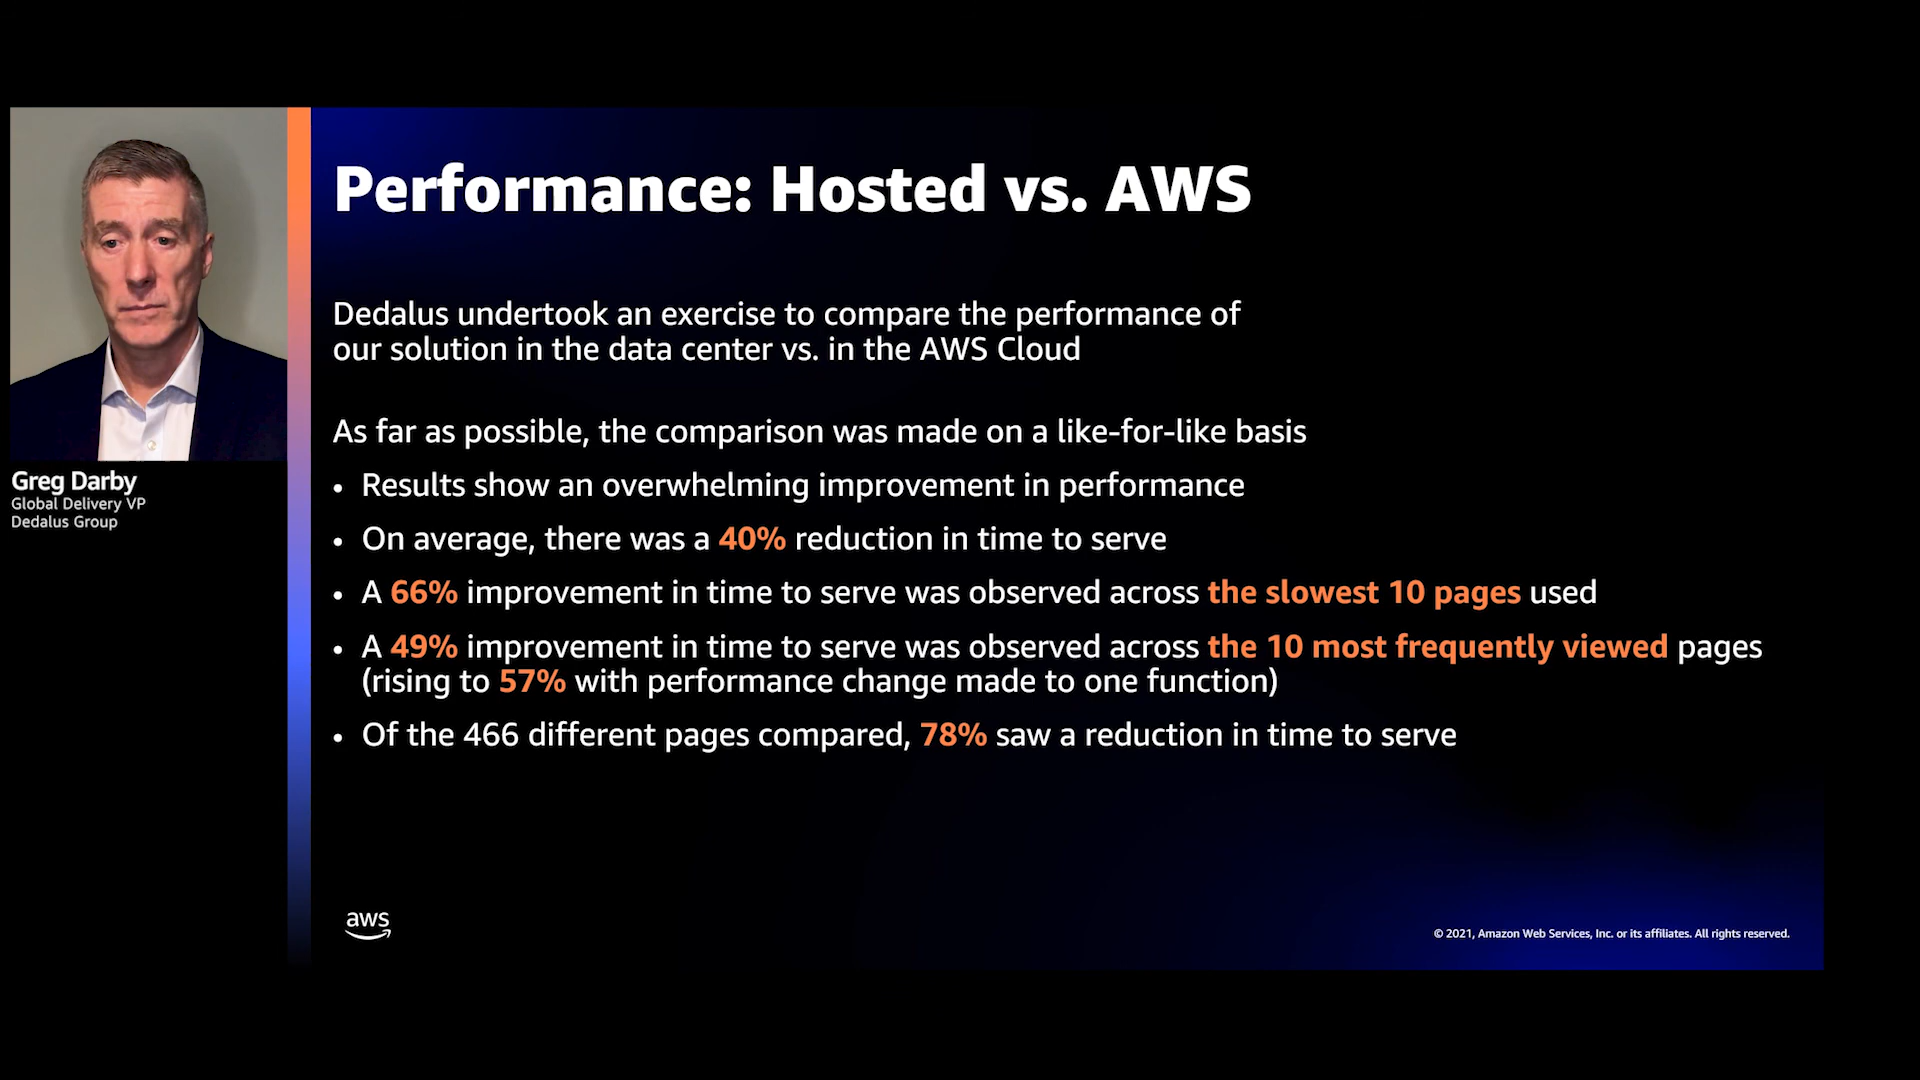 Performance: Hosted vs. AWS
Dedalus undertook an exercise to compare the performance of
our solution in the data center vs. in the AWS Cloud
As far as possible, the comparison was made on a like-for-like basis
• Results show an overwhelming improvement in performance
• On average, there was a 40% reduction in time to serve
• A 66% improvement in time to serve was observed across the slowest 10 pages used
• A 49% improvement in time to serve was observed across the 10 most frequently viewed pages
(rising to 57% with performance change made to one function)
• Of the 466 different pages compared, 78% saw a reduction in time to serve
Greg Darby
Global Delivery VP
Dedalus Group
aws
© 2021, Amazon Web Services, Inc. or its affiliates. All rights reserved.